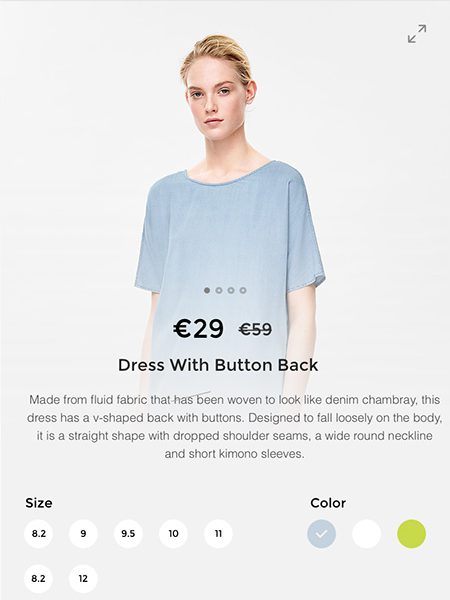 €29 €59
Dress With Button Back
Made from fluid fabric that has been woven to look like denim chambray, this
dress has a v-shaped back with buttons. Designed to fall loosely on the body,
it is a straight shape with dropped shoulder seams, a wide round neckline
and short kimono sleeves.
Size
8.2 9 9.5 10 11
8.2 12
Color